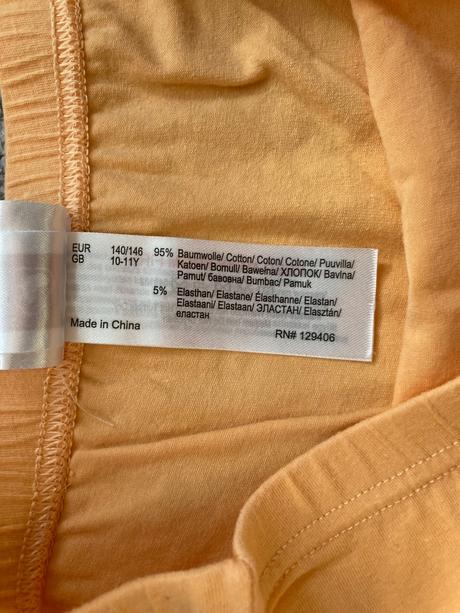 EUR 140/146 95% Baumwolle/ Cotton/ Coton/ Cotone/ Puuvilla/
GB 10-11Y Katoen/ Bomull/ Bawełna/ ХЛОПОК/ Bavlna/
Pamut/ бавовна/ Bumbac/ Pamuk
5% Elasthan/ Elastane/ Élasthanne/ Elastan/
Elastaani/ Elastaan/ ЭЛАСТАН/ Elasztán/
еластан
Made in China
RN# 129406